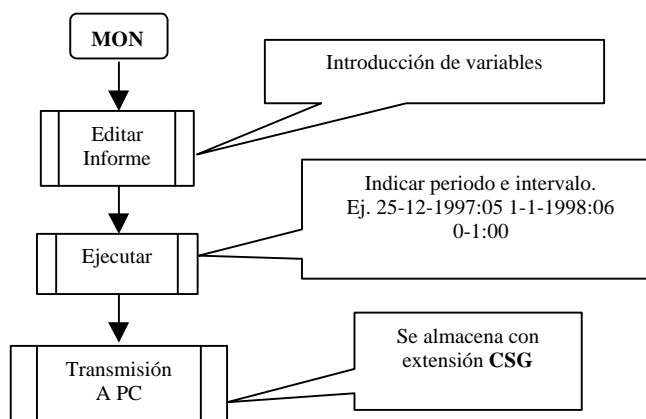 MON
Introducción de variables
Editar
Informe
Indicar periodo e intervalo.
Ej. 25-12-1997:05 1-1-1998:06
0-1:00
Ejecutar
Se almacena con
extensión CSG
Transmisión
A PC